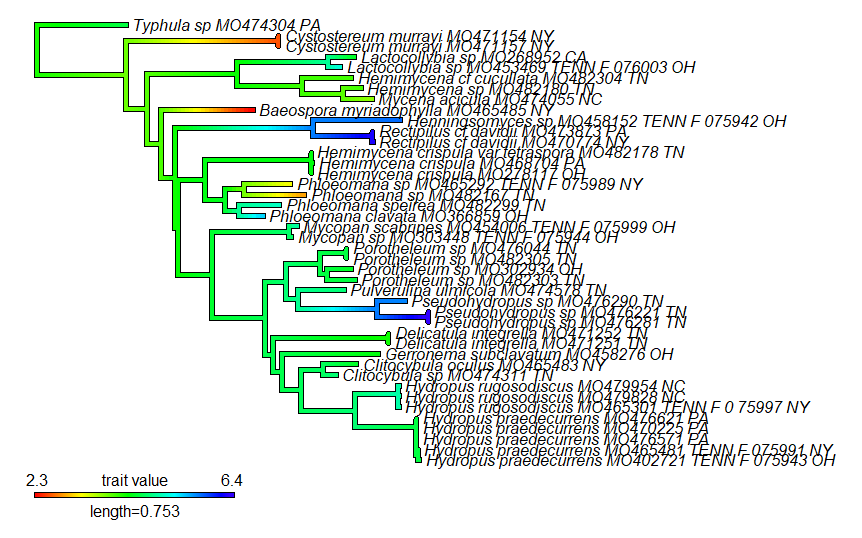 Typhula sp MO474304 PA
Cystostereum murrayi MO471154 NY
Cystostereum murrayi MO471157 NY
Lactocollybia sp MO268952 CA
Lactocollybia sp MO453469 TENN F 076003 OH
Hemimycena cf cucullata MO482304 TN
Hemimycena sp MO482180 TN
Mycena acicula MO474055 NC
Baeospora myriadophylla MO465485 NY
Henningsomyces sp MO458152 TENN F 075942 OH
Rectipilus cf davidii MO473873 PA
Rectipilus cf davidii MO470774 NY
Hemimycena crispula var tetraspora MO482178 TN
Hemimycena crispula MO468704 PA
Hemimycena crispula MO278117 OH
Phloeomana sp MO465292 TENN F 075989 NY
Phloeomana sp MO482167 TN
Phloeomana speirea MO482299 TN
Phloeomana clavata MO366859 OH
Mycopan scabripes MO454006 TENN F 075999 OH
Mycopan sp MO303448 TENN F 075944 OH
Porotheleum sp MO476044 TN
Porotheleum sp MO482305 TN
Porotheleum sp MO302934 OH
Porotheleum sp MO482303 TN
Pulverulina ulmicola MO474578 TN
Pseudohydropus sp MO476290 TN
Pseudohydropus sp MO476221 TN
Pseudohydropus sp MO476281 TN
Delicatula integrella MO471252 TN
Delicatula integrella MO471251 TN
Gerronema subclavatum MO458276 OH
Clitocybula oculus MO465483 NY
Clitocybula sp MO474311 TN
Hydropus rugosodiscus MO479954 NC
Hydropus rugosodiscus MO479828 NC
Hydropus rugosodiscus MO465301 TENN F 0 75997 NY
Hydropus praedecurrens MO476621 PA
Hydropus praedecurrens MO470225 PA
Hydropus praedecurrens MO476571 PA
Hydropus praedecurrens MO465481 TENN F 075991 NY
Hydropus praedecurrens MO402721 TENN F 075943 OH
2.3 trait value 6.4
length=0.753